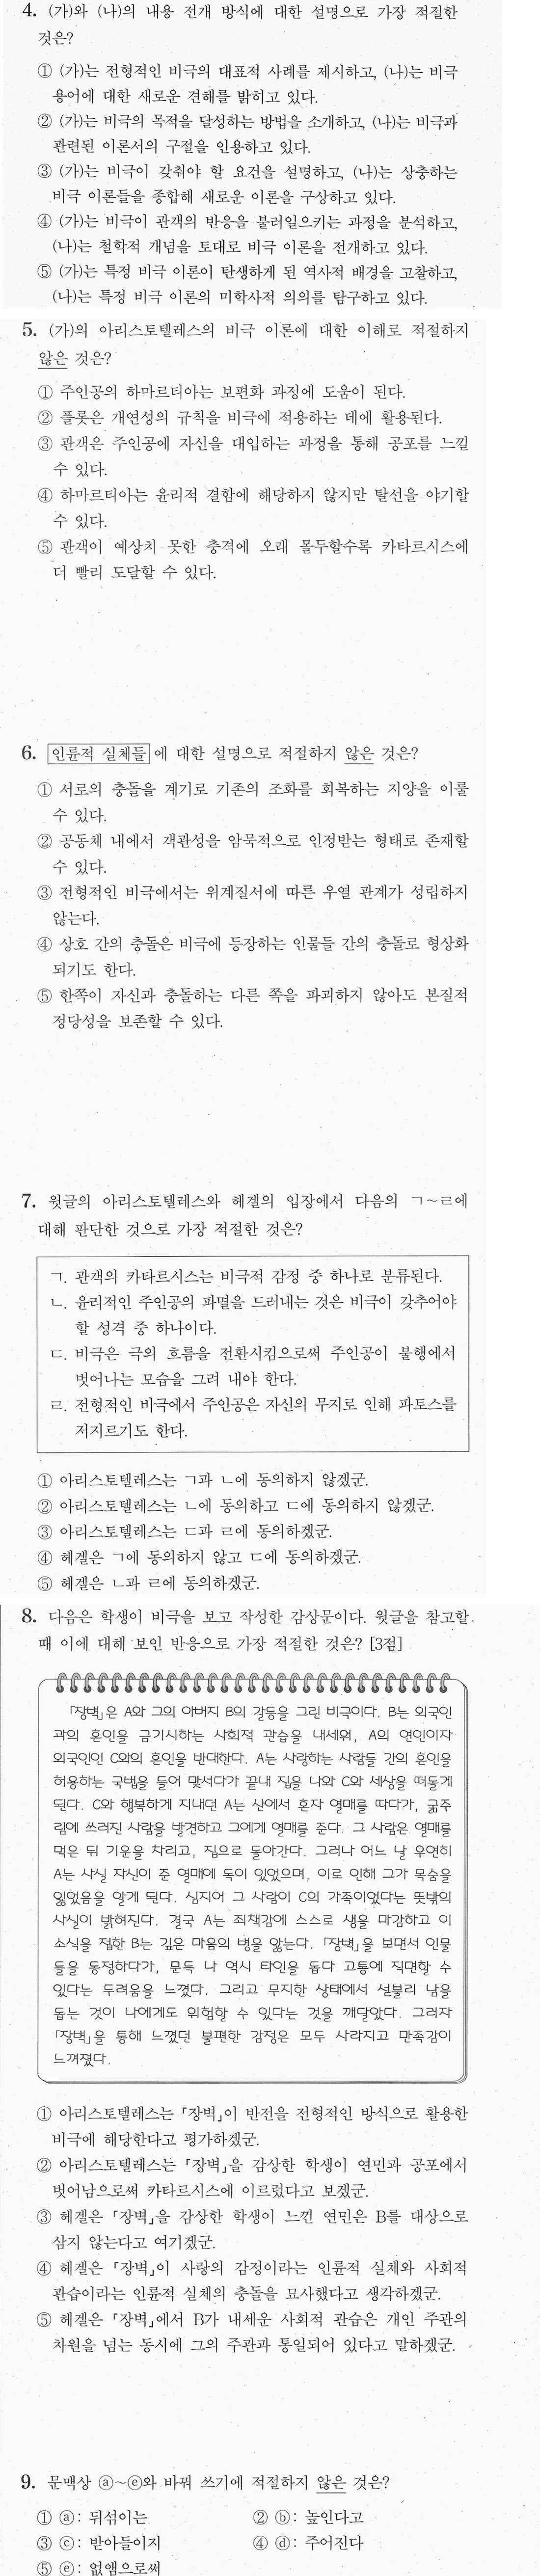 4. (가)와 (나)의 내용 전개 방식에 대한 설명으로 가장 적절한
것은?
① (가)는 전형적인 비극의 대표적 사례를 제시하고, (나)는 비극
용어에 대한 새로운 견해를 밝히고 있다.
② (가)는 비극의 목적을 달성하는 방법을 소개하고, (나)는 비극과
관련된 이론서의 구절을 인용하고 있다.
③ (가)는 비극이 갖춰야 할 요건을 설명하고, (나)는 상충하는
비극 이론들을 종합해 새로운 이론을 구상하고 있다.
④ (가)는 비극이 관객의 반응을 불러일으키는 과정을 분석하고,
(나)는 철학적 개념을 토대로 비극 이론을 전개하고 있다.
⑤ (가)는 특정 비극 이론이 탄생하게 된 역사적 배경을 고찰하고,
(나)는 특정 비극 이론의 미학사적 의의를 탐구하고 있다.
5. (가)의 아리스토텔레스의 비극 이론에 대한 이해로 적절하지
않은 것은?
① 주인공의 하마르티아는 보편화 과정에 도움이 된다.
② 플롯은 개연성의 규칙을 비극에 적용하는 데에 활용된다.
③ 관객은 주인공에 자신을 대입하는 과정을 통해 공포를 느낄
수 있다.
④ 하마르티아는 윤리적 결함에 해당하지 않지만 탈선을 야기할
수 있다.
⑤ 관객이 예상치 못한 충격에 오래 몰두할수록 카타르시스에
더 빨리 도달할 수 있다.
6. 인륜적 실체들에 대한 설명으로 적절하지 않은 것은?
① 서로의 충돌을 계기로 기존의 조화를 회복하는 지양을 이룰
수 있다.
② 공동체 내에서 객관성을 암묵적으로 인정받는 형태로 존재할
수 있다.
③ 전형적인 비극에서는 위계질서에 따른 우열 관계가 성립하지
않는다.
④ 상호 간의 충돌은 비극에 등장하는 인물들 간의 충돌로 형상화
되기도 한다.
⑤ 한쪽이 자신과 충돌하는 다른 쪽을 파괴하지 않아도 본질적
정당성을 보존할 수 있다.
7. 윗글의 아리스토텔레스와 헤겔의 입장에서 다음의 ㄱ~ㄹ에
대해 판단한 것으로 가장 적절한 것은?
ㄱ. 관객의 카타르시스는 비극적 감정 중 하나로 분류된다.
ㄴ. 윤리적인 주인공의 파멸을 드러내는 것은 비극이 갖추어야
할 성격 중 하나이다.
ㄷ. 비극은 극의 흐름을 전환시킴으로써 주인공이 불행에서
벗어나는 모습을 그려 내야 한다.
ㄹ. 전형적인 비극에서 주인공은 자신의 무지로 인해 파토스를
저지르기도 한다.
① 아리스토텔레스는 ㄱ과 ㄴ에 동의하지 않겠군.
② 아리스토텔레스는 ㄴ에 동의하고 ㄷ에 동의하지 않겠군.
③ 아리스토텔레스는 ㄷ과 ㄹ에 동의하겠군.
④ 헤겔은 ㄱ에 동의하지 않고 ㄷ에 동의하겠군.
⑤ 헤겔은 ㄴ과 ㄹ에 동의하겠군.
8. 다음은 학생이 비극을 보고 작성한 감상문이다. 윗글을 참고할
때 이에 대해 보인 반응으로 가장 적절한 것은? [3점]
「장벽」은 A와 그의 아버지 B의 갈등을 그린 비극이다. B는 외국인
과의 혼인을 금기시하는 사회적 관습을 내세워, A의 연인이자
외국인인 C와의 혼인을 반대한다. A는 사랑하는 사람들 간의 혼인을
허용하는 국법을 들어 맞서다가 끝내 집을 나와 C와 세상을 떠돌게
된다. C와 행복하게 지내던 A는 산에서 혼자 열매를 따다가, 굶주
림에 쓰러진 사람을 발견하고 그에게 열매를 준다. 그 사람은 열매를
먹은 뒤 기운을 차리고, 집으로 돌아간다. 그러나 어느 날 우연히
A는 사실 자신이 준 열매에 독이 있었으며, 이로 인해 그가 목숨을
잃었음을 알게 된다. 심지어 그 사람이 C의 가족이었다는 뜻밖의
사실이 밝혀진다. 결국 A는 죄책감에 스스로 생을 마감하고 이
소식을 접한 B는 깊은 마음의 병을 앓는다. 「장벽」을 보면서 인물
들을 동정하다가, 문득 나 역시 타인을 돕다 고통에 직면할 수
있다는 두려움을 느꼈다. 그리고 무지한 상태에서 섣불리 남을
돕는 것이 나에게도 위험할 수 있다는 것을 깨달았다. 그러자
「장벽」을 통해 느꼈던 불편한 감정은 모두 사라지고 만족감이
느껴졌다.
① 아리스토텔레스는 「장벽」이 반전을 전형적인 방식으로 활용한
비극에 해당한다고 평가하겠군.
② 아리스토텔레스는 「장벽」을 감상한 학생이 연민과 공포에서
벗어남으로써 카타르시스에 이르렀다고 보겠군.
③ 헤겔은 「장벽」을 감상한 학생이 느낀 연민은 B를 대상으로
삼지 않는다고 여기겠군.
④ 헤겔은 「장벽」이 사랑의 감정이라는 인륜적 실체와 사회적
관습이라는 인륜적 실체의 충돌을 묘사했다고 생각하겠군.
⑤ 헤겔은 「장벽」에서 B가 내세운 사회적 관습은 개인 주관의
차원을 넘는 동시에 그의 주관과 통일되어 있다고 말하겠군.
9. 문맥상 ⓐ~ⓔ와 바꿔 쓰기에 적절하지 않은 것은?
① ⓐ: 뒤섞이는
② ⓑ: 높인다고
③ ⓒ: 받아들이지
④ ⓓ: 주어진다
⑤ ⓔ: 없앰으로써